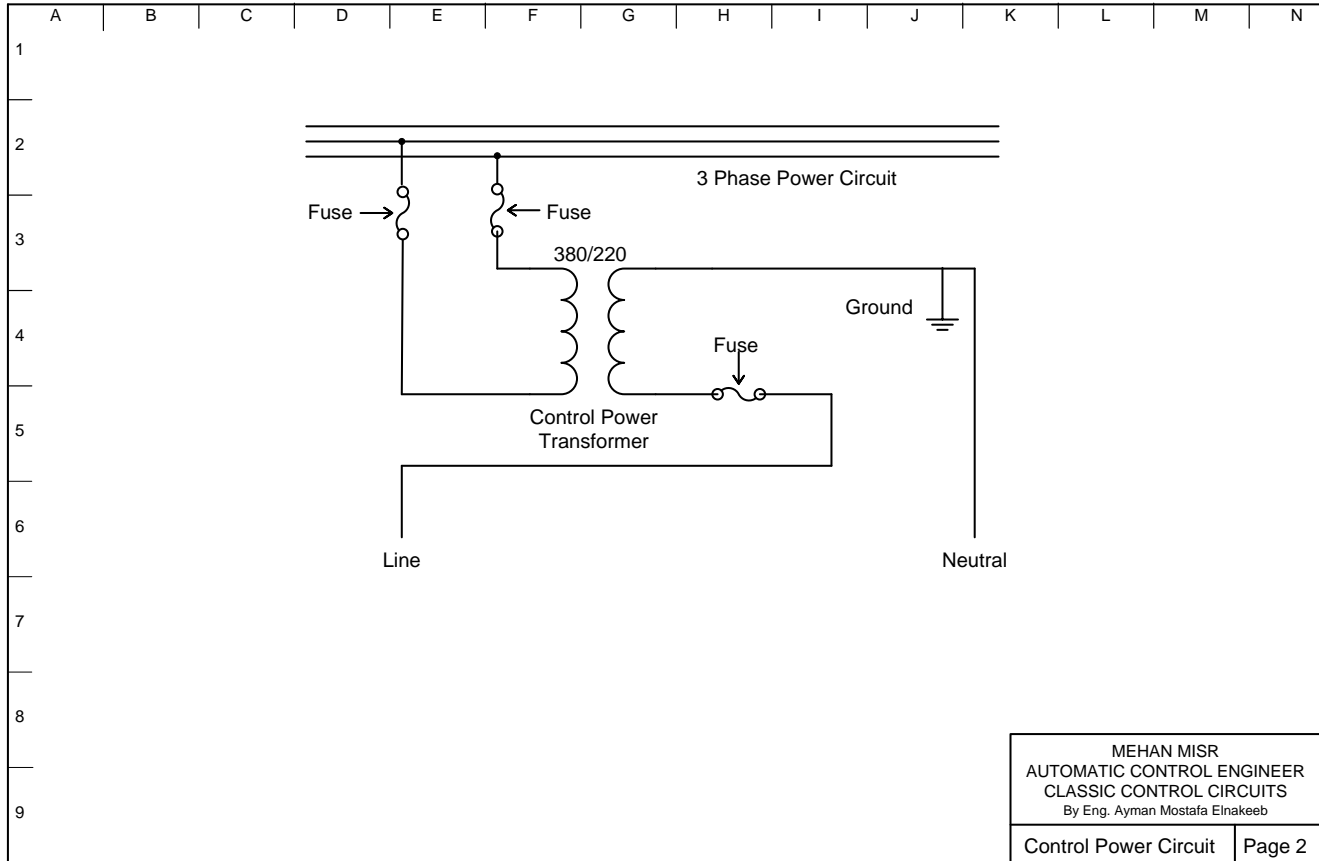 A B C D E F G H I J K L M N
1
2
3 Phase Power Circuit
Fuse
Fuse
3
380/220
Ground
4
Fuse
Control Power
Transformer
5
6
Line
Neutral
7
8
MEHAN MISR
AUTOMATIC CONTROL ENGINEER
CLASSIC CONTROL CIRCUITS
By Eng. Ayman Mostafa Elnakeeb
9
Control Power Circuit
Page 2